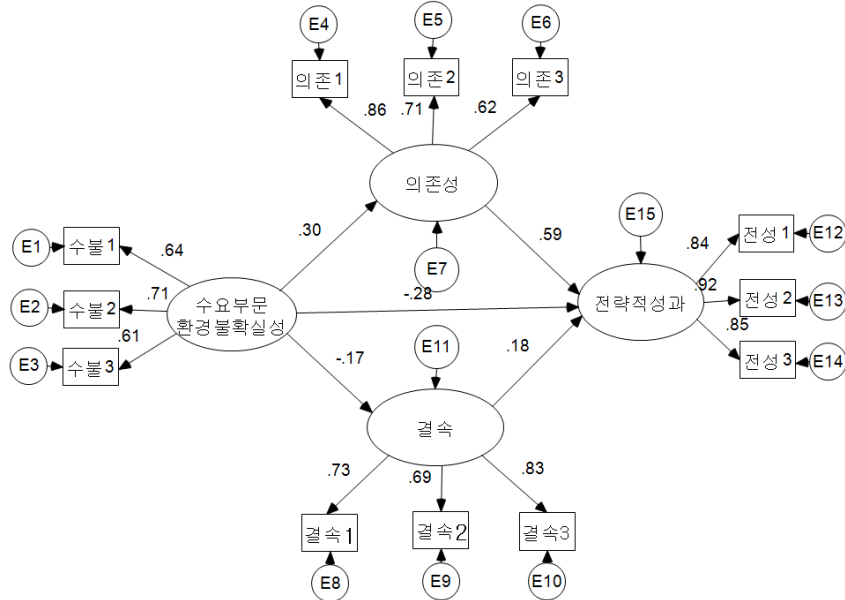 E4
E5
E6
의존1
의존2
의존3
.86
.71
.62
의존성
E15
E1
수불1
.64
.30
E7
.59
.84
전성1
E12
E2
수불2
.71
수요부문
환경불확실성
-.28
전략적성과
.92
전성2
E13
E3
수불3
.61
-.17
E11
.18
.85
전성3
E14
결속
.73
.69
.83
결속1
결속2
결속3
E8
E9
E10